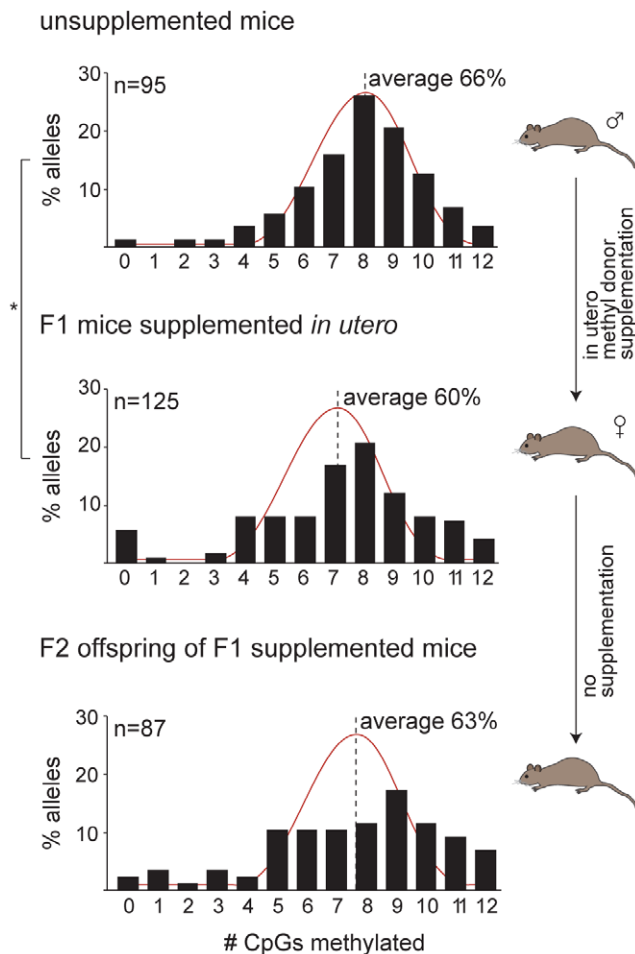 unsupplemented mice
30
20
10
% alleles
n=95
average 66%
0 1 2 3 4 5 6 7 8 9 10 11 12
♂
in utero
methyl donor
supplementation
*
F1 mice supplemented in utero
30
20
10
% alleles
n=125
average 60%
0 1 2 3 4 5 6 7 8 9 10 11 12
♀
no
supplementation
F2 offspring of F1 supplemented mice
30
20
10
% alleles
n=87
average 63%
0 1 2 3 4 5 6 7 8 9 10 11 12
# CpGs methylated